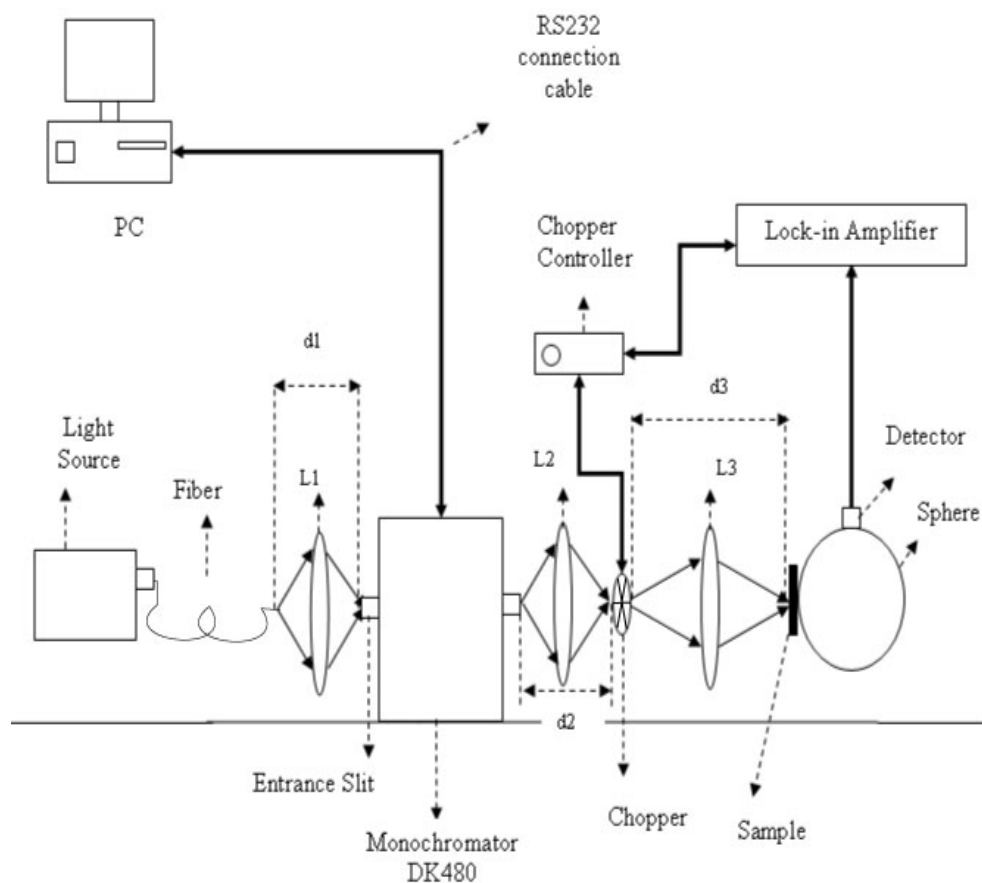 RS232
connection
cable
PC
Chopper
Controller
Lock-in Amplifier
d1
d3
Light
Source
Fiber
L1
L2
L3
Detector
Sphere
d2
Entrance Slit
Chopper
Sample
Monochromator
DK480